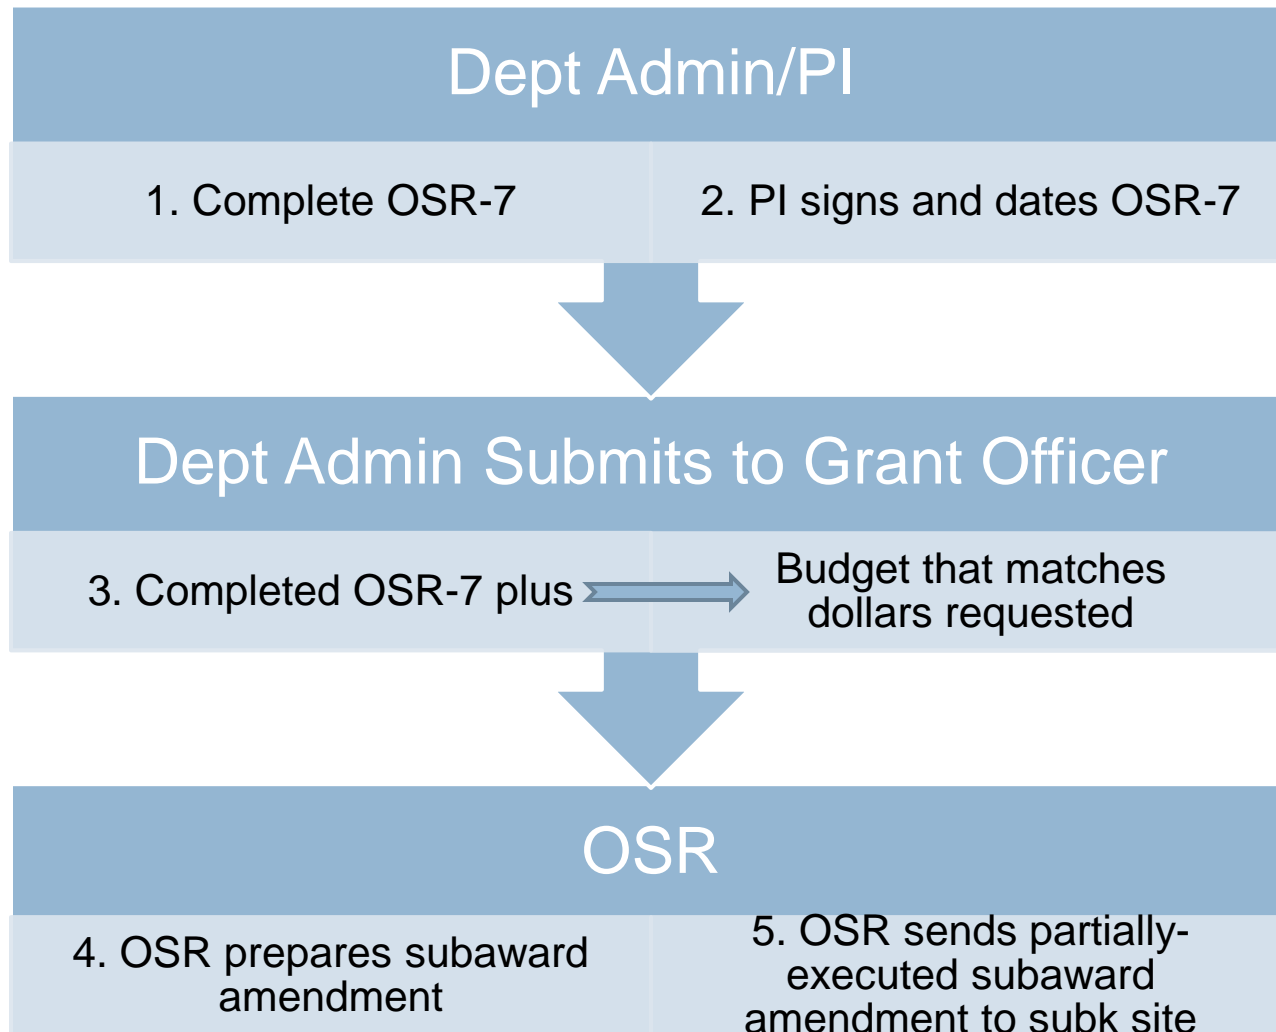 Dept Admin/PI
1. Complete OSR-7
2. PI signs and dates OSR-7
Dept Admin Submits to Grant Officer
3. Completed OSR-7 plus
Budget that matches
dollars requested
OSR
4. OSR prepares subaward
amendment
5. OSR sends partially-
executed subaward
amendment to subk site